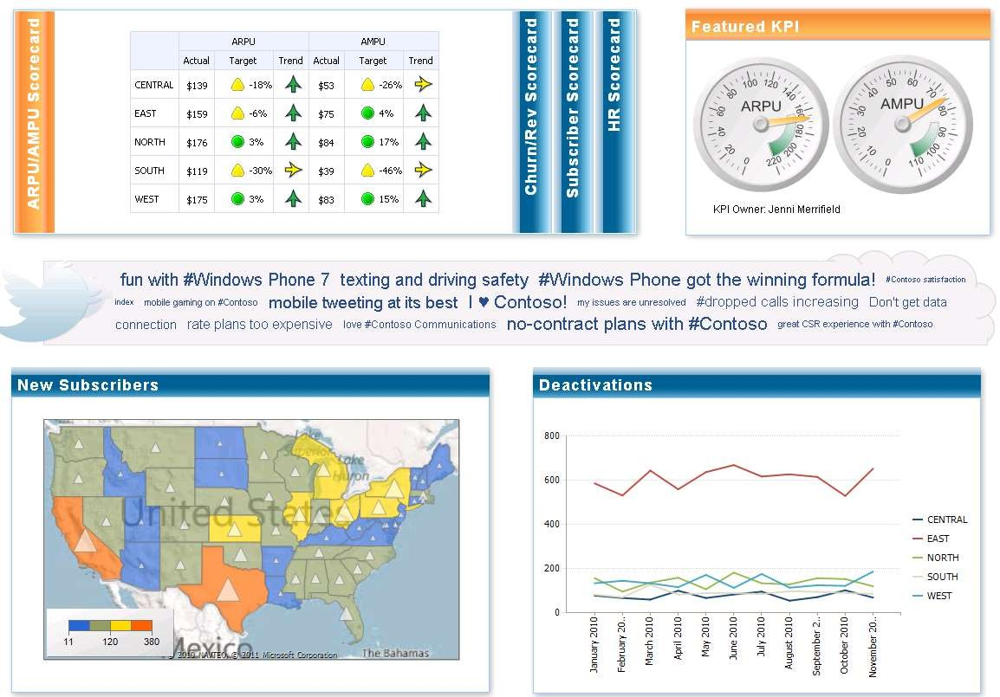 ARPU/AMPU Scorecard
ARPU AMPU
Actual Target Trend Actual Target Trend
CENTRAL $139 -18% $53 -26%
EAST $159 -6% $75 4%
NORTH $176 3% $84 17%
SOUTH $119 -30% $39 -46%
WEST $175 3% $83 15%
Churn/Rev Scorecard
Subscriber Scorecard
HR Scorecard
Featured KPI
ARPU
0 20 40 60 80 100 120 140 160 180 200 220
AMPU
0 10 20 30 40 50 60 70 80 90 100 110
KPI Owner: Jenni Merrifield
fun with #Windows Phone 7 texting and driving safety #Windows Phone got the winning formula! #Contoso satisfaction
index mobile gaming on #Contoso mobile tweeting at its best I ♥ Contoso! my issues are unresolved #dropped calls increasing Don't get data
connection rate plans too expensive love #Contoso Communications no-contract plans with #Contoso great CSR experience with #Contoso
New Subscribers
Lake
Superior
Lake
Huron
United States
Mexico
The Bahamas
© 2010 NAVTEQ, © 2011 Microsoft Corporation
11 120 380
Deactivations
800
600
400
200
0
January 2010
February 20..
March 2010
April 2010
May 2010
June 2010
July 2010
August 2010
September 2..
October 2010
November 20..
CENTRAL
EAST
NORTH
SOUTH
WEST